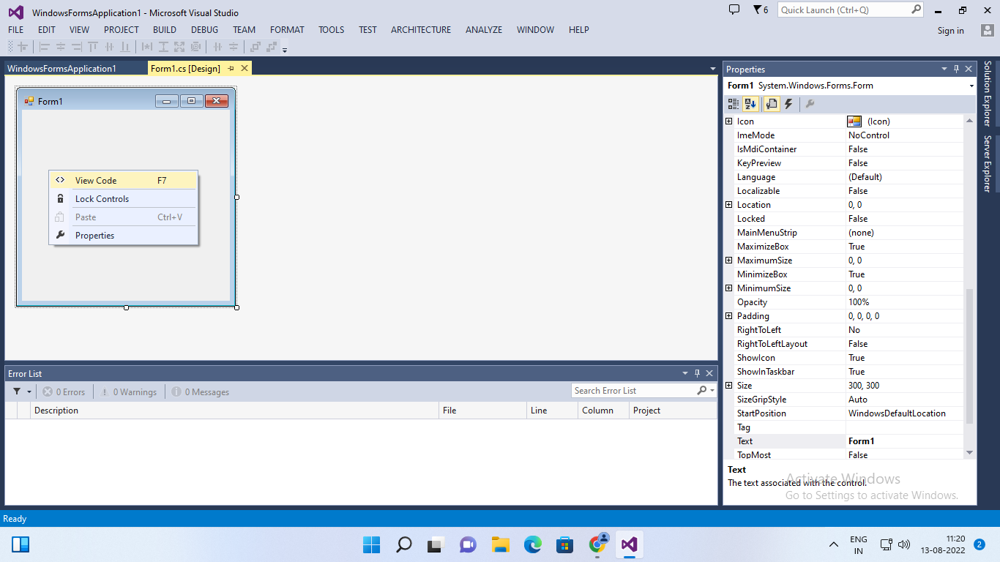 WindowsFormsApplication1 - Microsoft Visual Studio
6
Quick Launch (Ctrl+Q)
FILE EDIT VIEW PROJECT BUILD DEBUG TEAM FORMAT TOOLS TEST ARCHITECTURE ANALYZE WINDOW HELP
Sign in
WindowsFormsApplication1
Form1.cs [Design]
Form1
View Code F7
Lock Controls
Paste Ctrl+V
Properties
Error List
0 Errors 0 Warnings 0 Messages
Search Error List
Description File Line Column Project
Properties
Form1 System.Windows.Forms.Form
Icon (Icon)
ImeMode NoControl
IsMdiContainer False
KeyPreview False
Language (Default)
Localizable False
Location 0, 0
Locked False
MainMenuStrip (none)
MaximizeBox True
MaximumSize 0, 0
MinimizeBox True
MinimumSize 0, 0
Opacity 100%
Padding 0, 0, 0, 0
RightToLeft No
RightToLeftLayout False
ShowIcon True
ShowInTaskbar True
Size 300, 300
SizeGripStyle Auto
StartPosition WindowsDefaultLocation
Tag
Text Form1
TopMost False
Text
The text associated with the control.
Activate Windows
Go to Settings to activate Windows.
Solution Explorer
Server Explorer
Ready
ENG
IN
11:20
13-08-2022
2